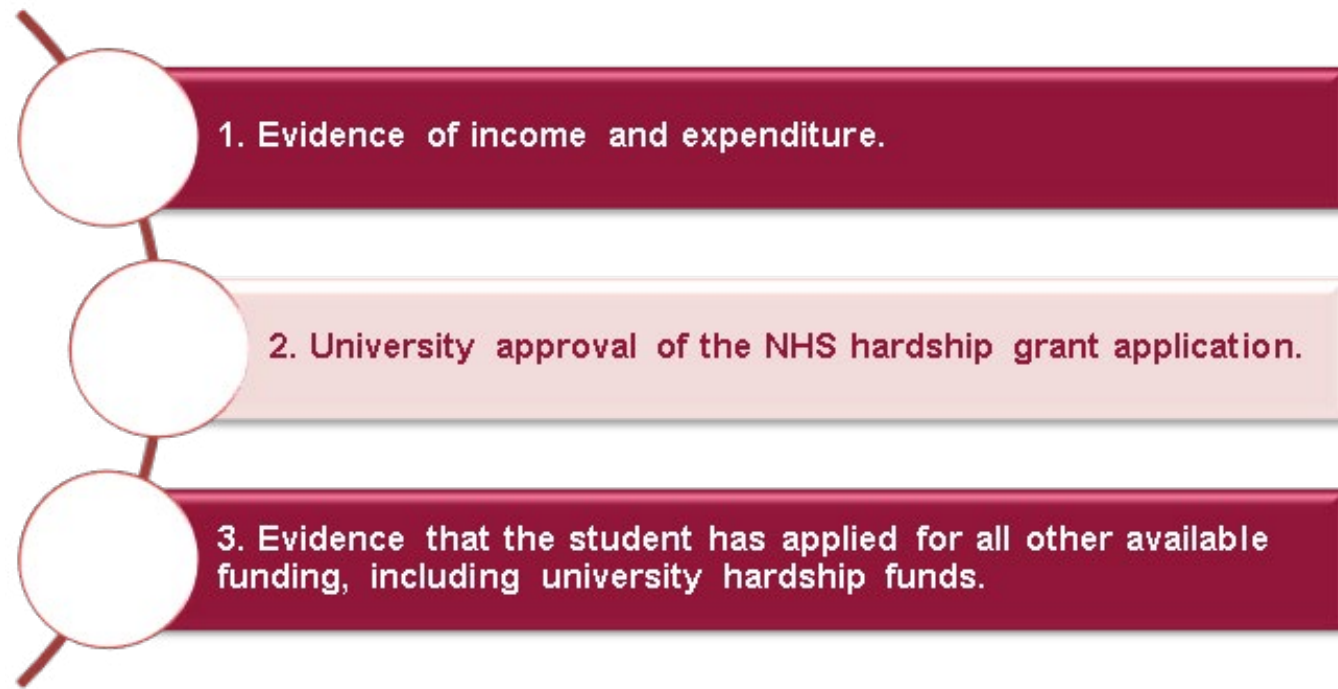 1. Evidence of income and expenditure.
2. University approval of the NHS hardship grant application.
3. Evidence that the student has applied for all other available
funding, including university hardship funds.